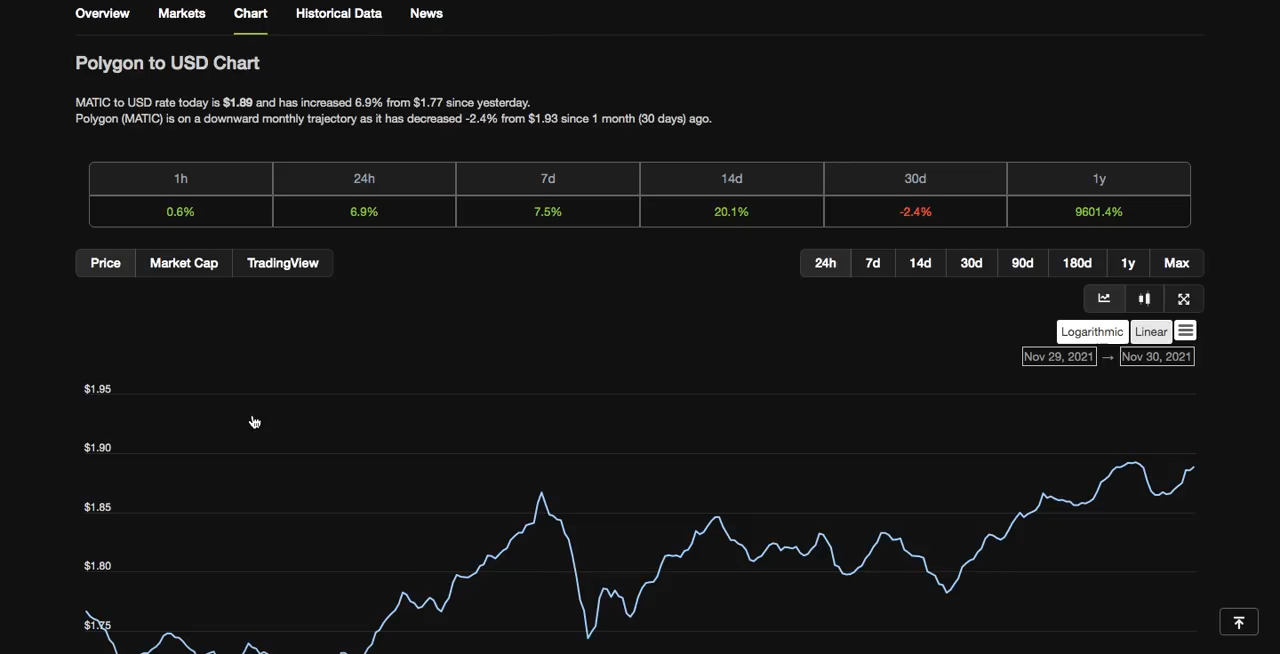 Overview Markets Chart Historical Data News
Polygon to USD Chart
MATIC to USD rate today is $1.89 and has increased 6.9% from $1.77 since yesterday.
Polygon (MATIC) is on a downward monthly trajectory as it has decreased -2.4% from $1.93 since 1 month (30 days) ago.
1h 24h 7d 14d 30d 1y
0.6% 6.9% 7.5% 20.1% -2.4% 9601.4%
Price Market Cap TradingView 24h 7d 14d 30d 90d 180d 1y Max
Logarithmic Linear
Nov 29, 2021 → Nov 30, 2021
$1.95
$1.90
$1.85
$1.80
$1.75